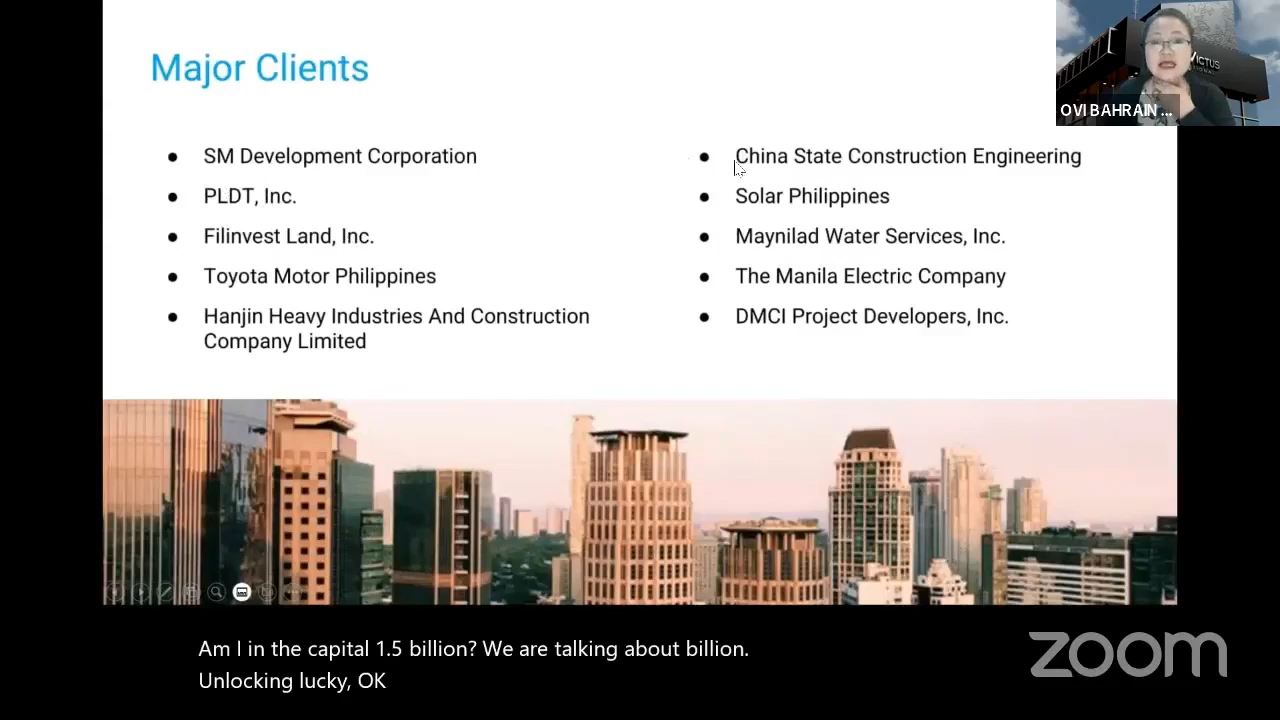 Major Clients
● SM Development Corporation
● PLDT, Inc.
● Filinvest Land, Inc.
● Toyota Motor Philippines
● Hanjin Heavy Industries And Construction
Company Limited
● China State Construction Engineering
● Solar Philippines
● Maynilad Water Services, Inc.
● The Manila Electric Company
● DMCI Project Developers, Inc.
OVI BAHRAIN ...
Am I in the capital 1.5 billion? We are talking about billion.
Unlocking lucky, OK
zoom